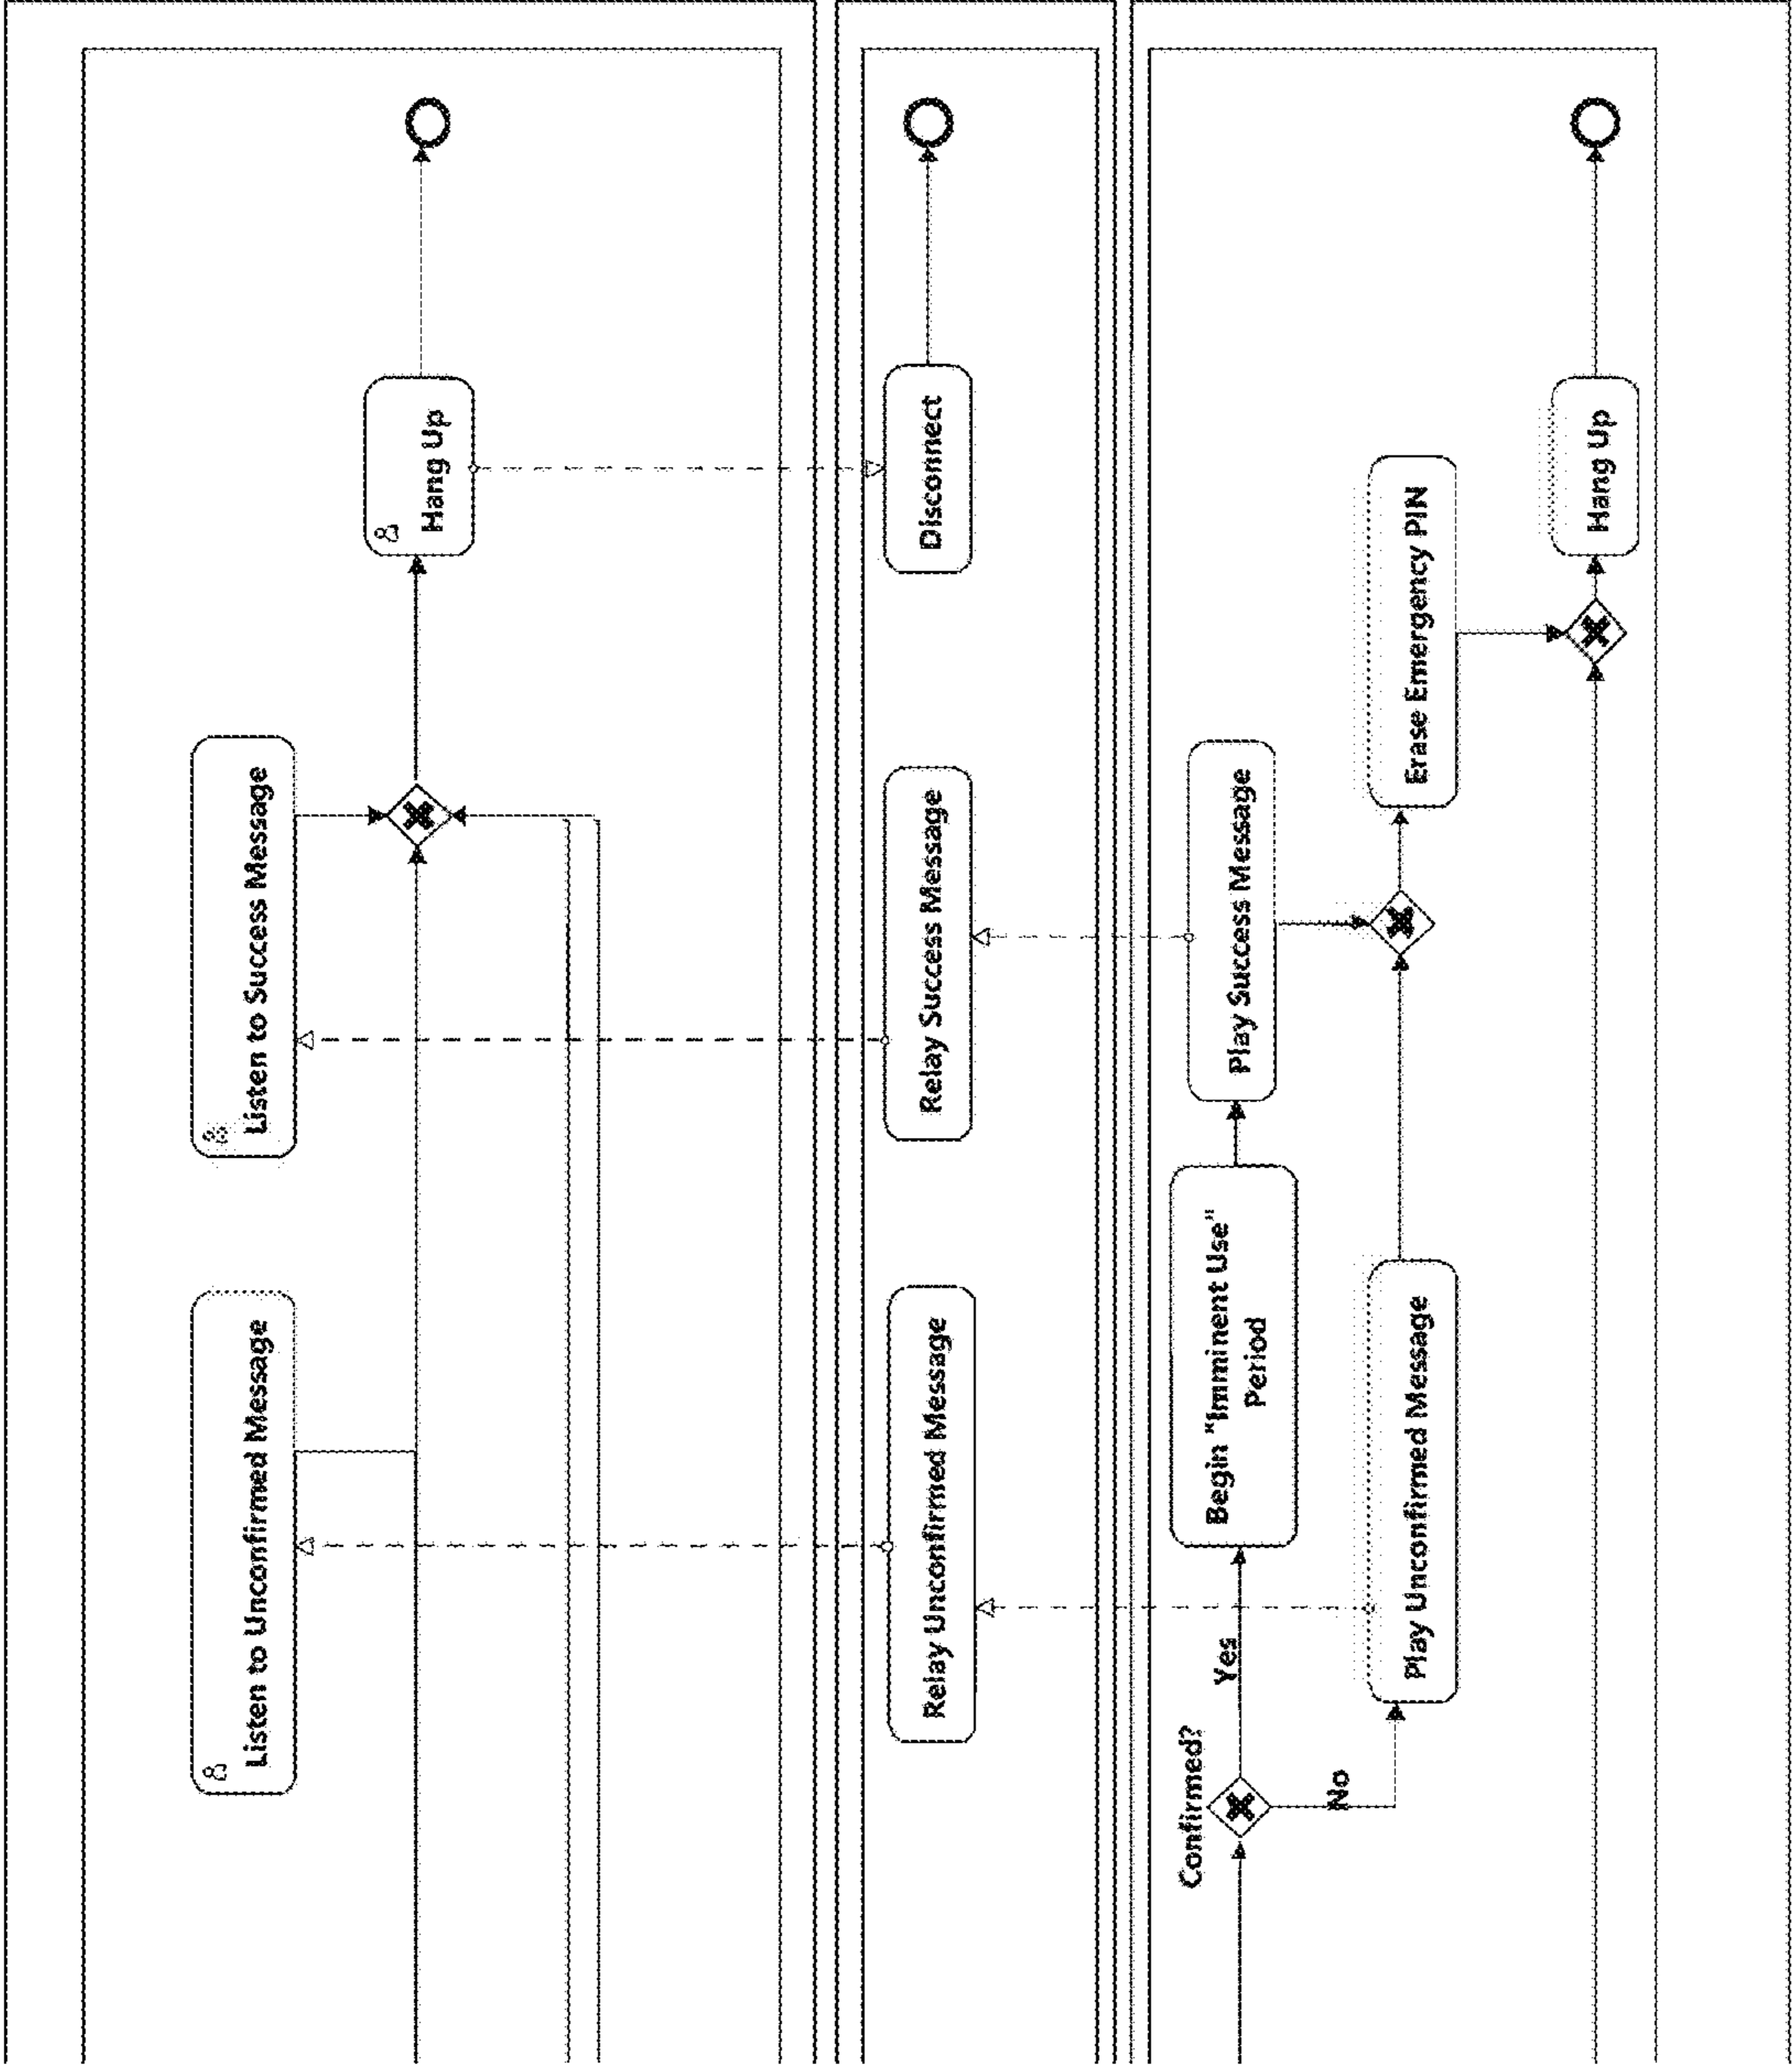 Listen to Unconfirmed Message
Listen to Success Message
Hang Up
Relay Unconfirmed Message
Relay Success Message
Disconnect
Confirmed?
Yes
No
Begin "Imminent Use"
Period
Play Success Message
Play Unconfirmed Message
Erase Emergency PIN
Hang Up